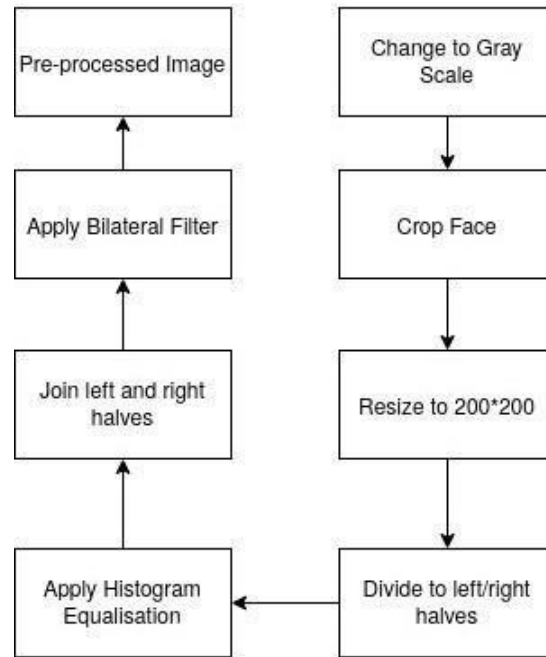 Pre-processed Image
Change to Gray
Scale
Apply Bilateral Filter
Crop Face
Join left and right
halves
Resize to 200*200
Apply Histogram
Equalisation
Divide to left/right
halves